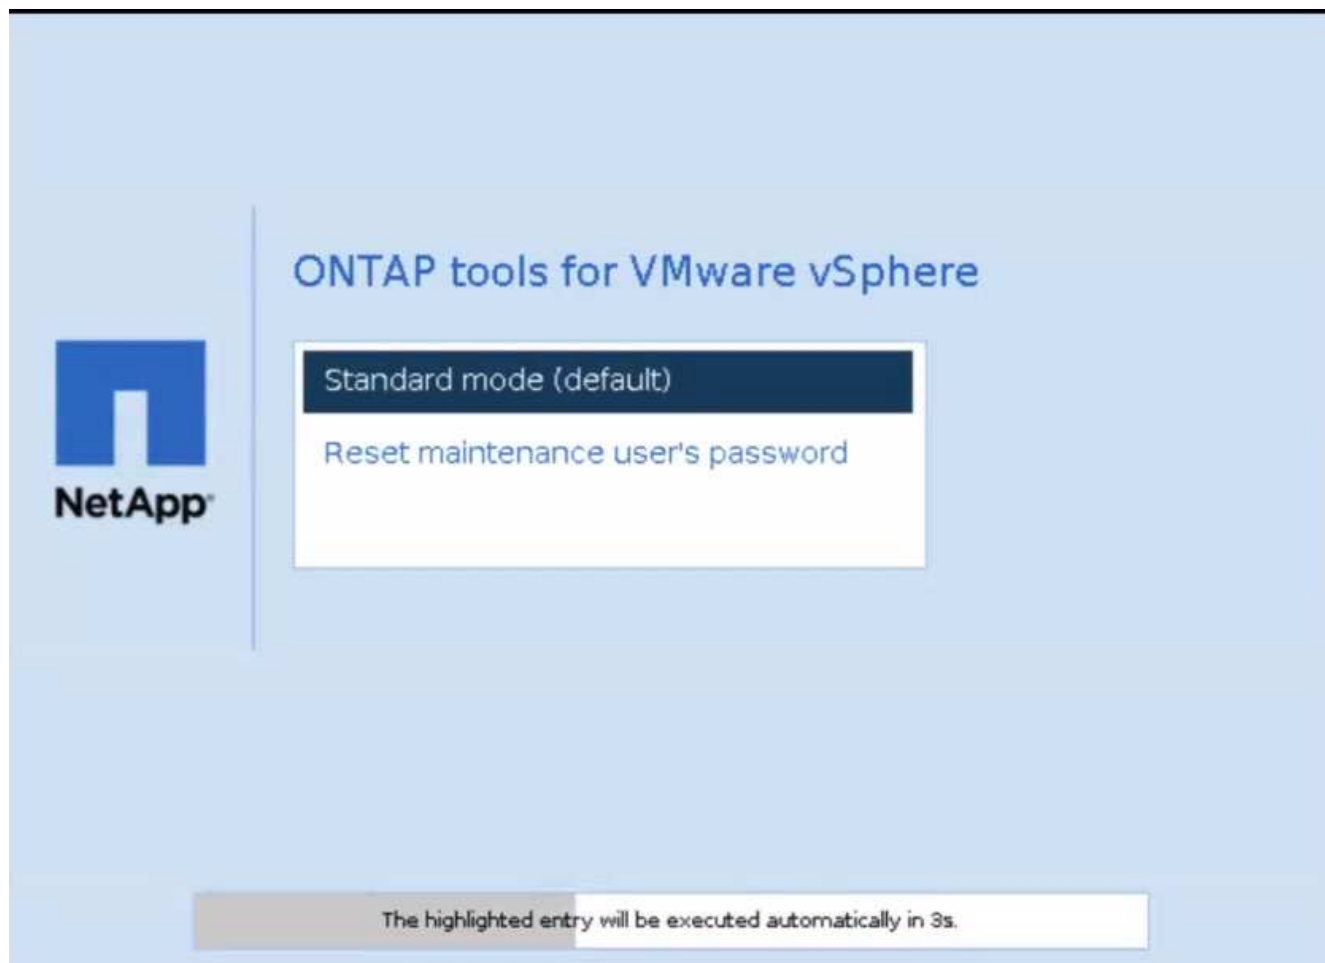 ONTAP tools for VMware vSphere
Standard mode (default)
Reset maintenance user's password
NetApp
The highlighted entry will be executed automatically in 3s.